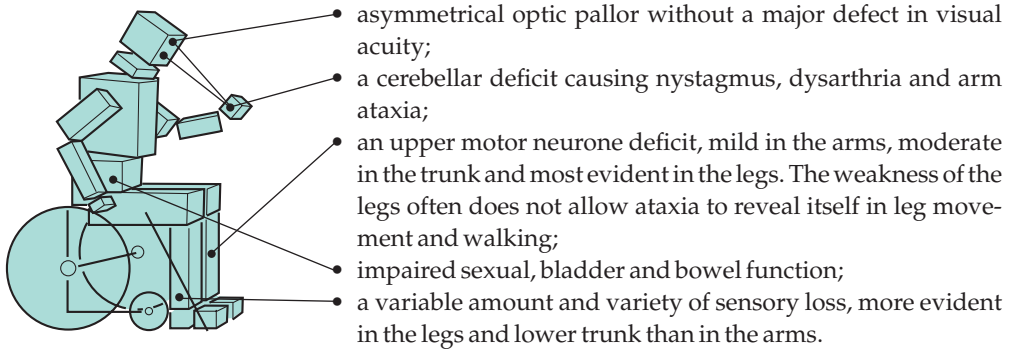 • asymmetrical optic pallor without a major defect in visual
acuity;
• a cerebellar deficit causing nystagmus, dysarthria and arm
ataxia;
• an upper motor neurone deficit, mild in the arms, moderate
in the trunk and most evident in the legs. The weakness of the
legs often does not allow ataxia to reveal itself in leg move-
ment and walking;
• impaired sexual, bladder and bowel function;
• a variable amount and variety of sensory loss, more evident
in the legs and lower trunk than in the arms.